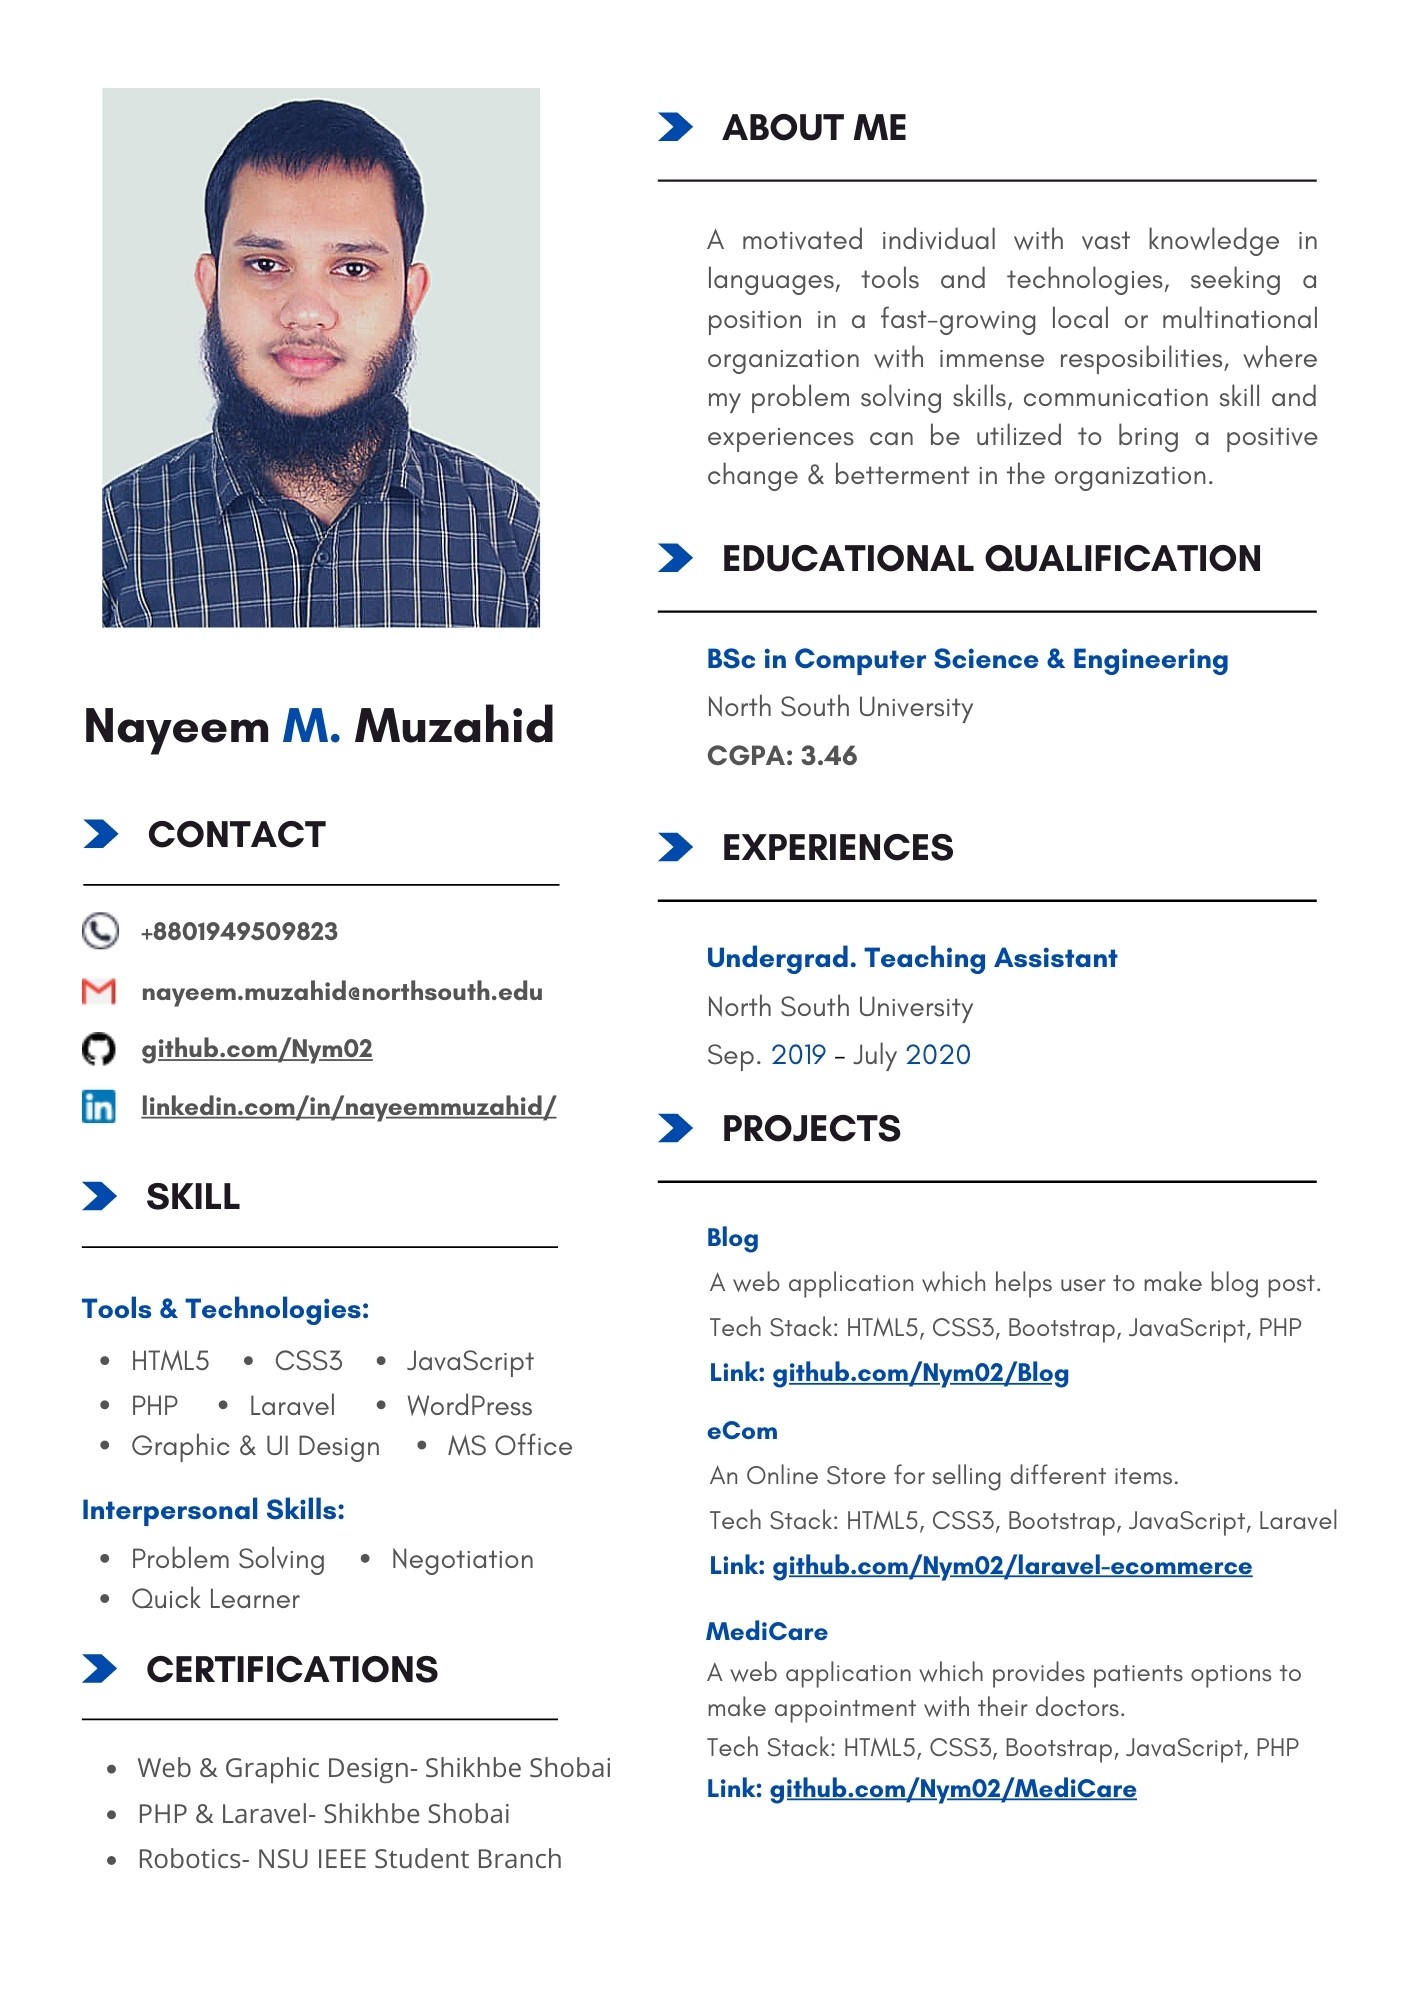 Nayeem M. Muzahid
CONTACT
+8801949509823
nayeem.muzahid@northsouth.edu
github.com/Nym02
linkedin.com/in/nayeemmuzahid/
SKILL
Tools & Technologies:
• HTML5 • CSS3 • JavaScript
• PHP • Laravel • WordPress
• Graphic & UI Design • MS Office
Interpersonal Skills:
• Problem Solving • Negotiation
• Quick Learner
CERTIFICATIONS
• Web & Graphic Design- Shikhbe Shobai
• PHP & Laravel- Shikhbe Shobai
• Robotics- NSU IEEE Student Branch
ABOUT ME
A motivated individual with vast knowledge in
languages, tools and technologies, seeking a
position in a fast-growing local or multinational
organization with immense resposibilities, where
my problem solving skills, communication skill and
experiences can be utilized to bring a positive
change & betterment in the organization.
EDUCATIONAL QUALIFICATION
BSc in Computer Science & Engineering
North South University
CGPA: 3.46
EXPERIENCES
Undergrad. Teaching Assistant
North South University
Sep. 2019 - July 2020
PROJECTS
Blog
A web application which helps user to make blog post.
Tech Stack: HTML5, CSS3, Bootstrap, JavaScript, PHP
Link: github.com/Nym02/Blog
eCom
An Online Store for selling different items.
Tech Stack: HTML5, CSS3, Bootstrap, JavaScript, Laravel
Link: github.com/Nym02/laravel-ecommerce
MediCare
A web application which provides patients options to
make appointment with their doctors.
Tech Stack: HTML5, CSS3, Bootstrap, JavaScript, PHP
Link: github.com/Nym02/MediCare